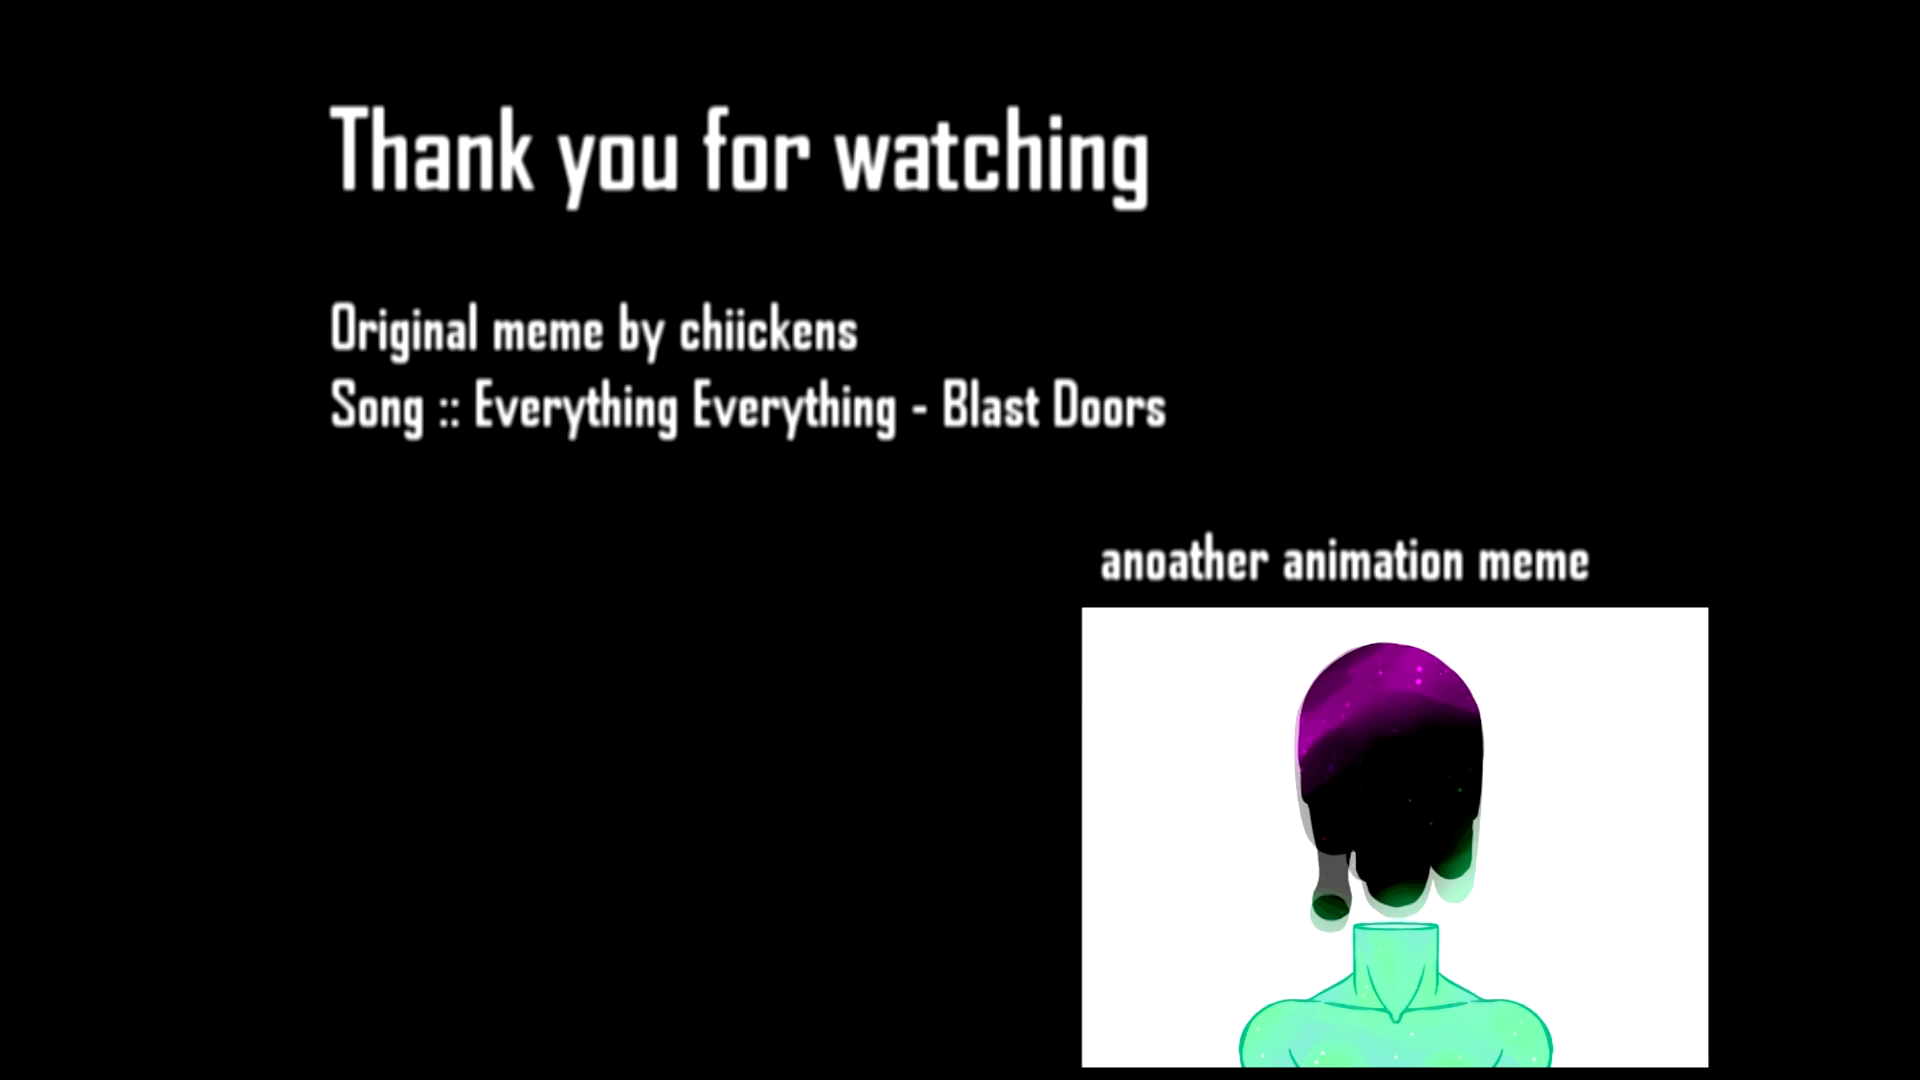 Thank you for watching
Original meme by chiickens
Song :: Everything Everything - Blast Doors
anoather animation meme